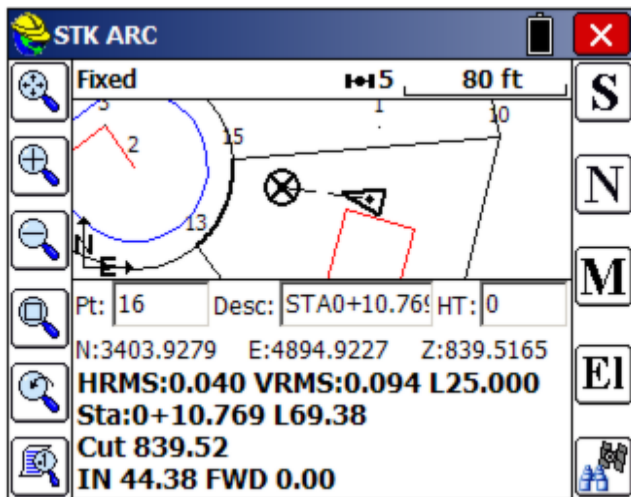 STK ARC
Fixed 5 80 ft
S
3 1 10
2 15
N
13
N
E
M
Pt: 16 Desc: STA0+10.769 HT: 0
N:3403.9279 E:4894.9227 Z:839.5165
El
HRMS:0.040 VRMS:0.094 L25.000
Sta:0+10.769 L69.38
Cut 839.52
IN 44.38 FWD 0.00